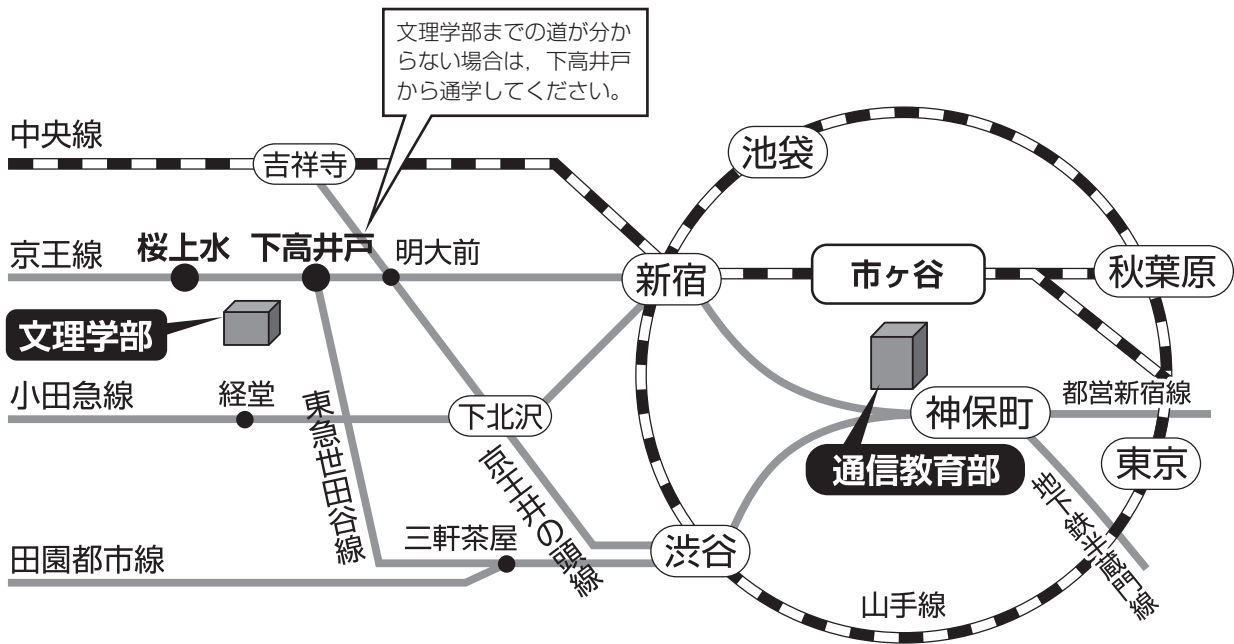 文理学部までの道が分か
らない場合は，下高井戸
から通学してください。
中央線
吉祥寺
池袋
京王線
桜上水
下高井戸
明大前
新宿
市ヶ谷
秋葉原
文理学部
小田急線
経堂
東急世田谷線
下北沢
京王井の頭線
神保町
都営新宿線
通信教育部
東京
地下鉄半蔵門線
田園都市線
三軒茶屋
渋谷
山手線